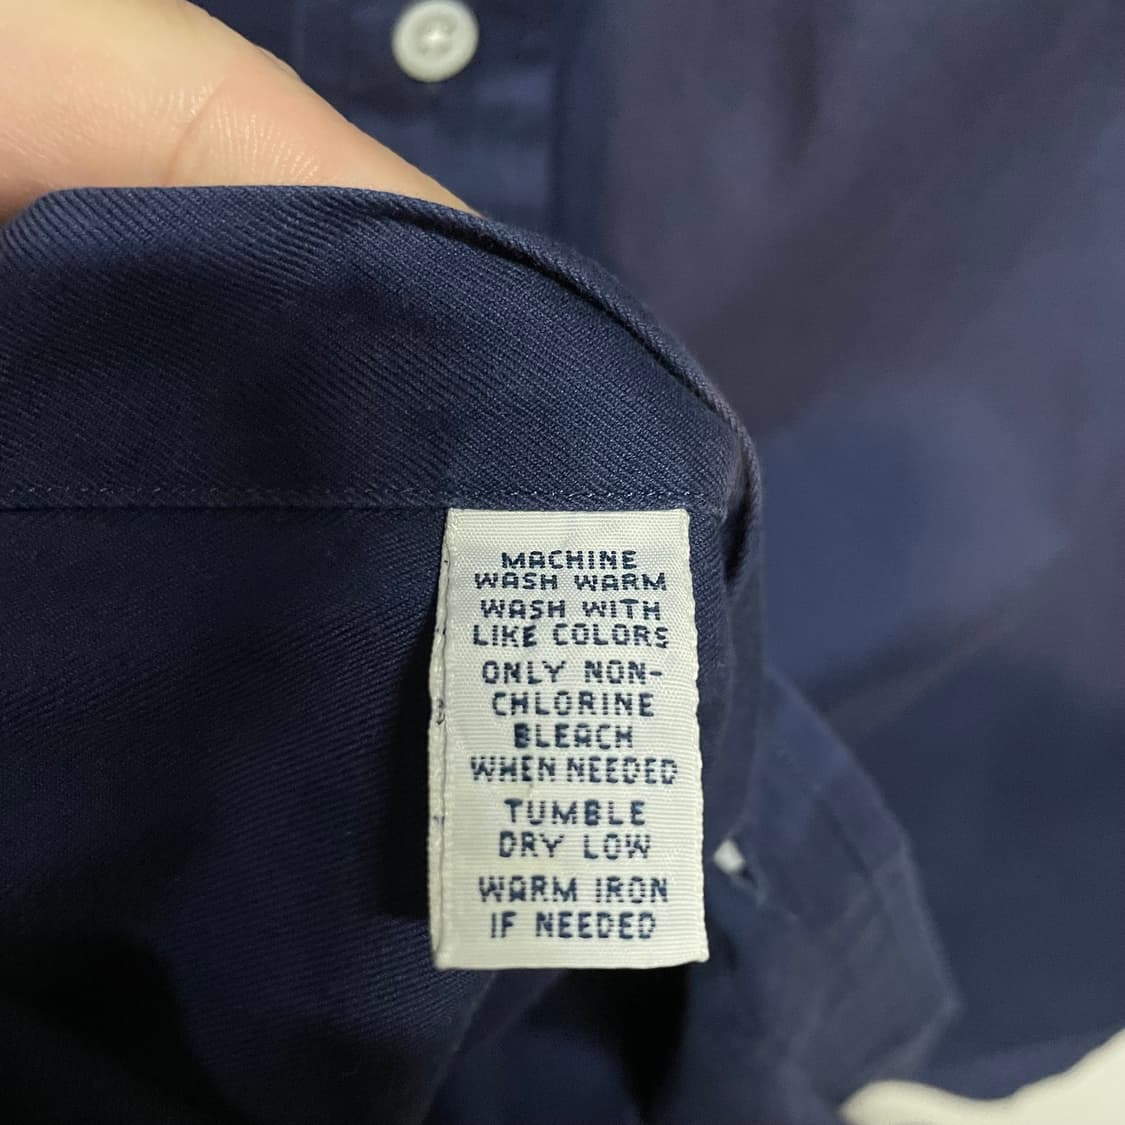 MACHINE
WASH WARM
WASH WITH
LIKE COLORS
ONLY NON-
CHLORINE
BLEACH
WHEN NEEDED
TUMBLE
DRY LOW
WARM IRON
IF NEEDED